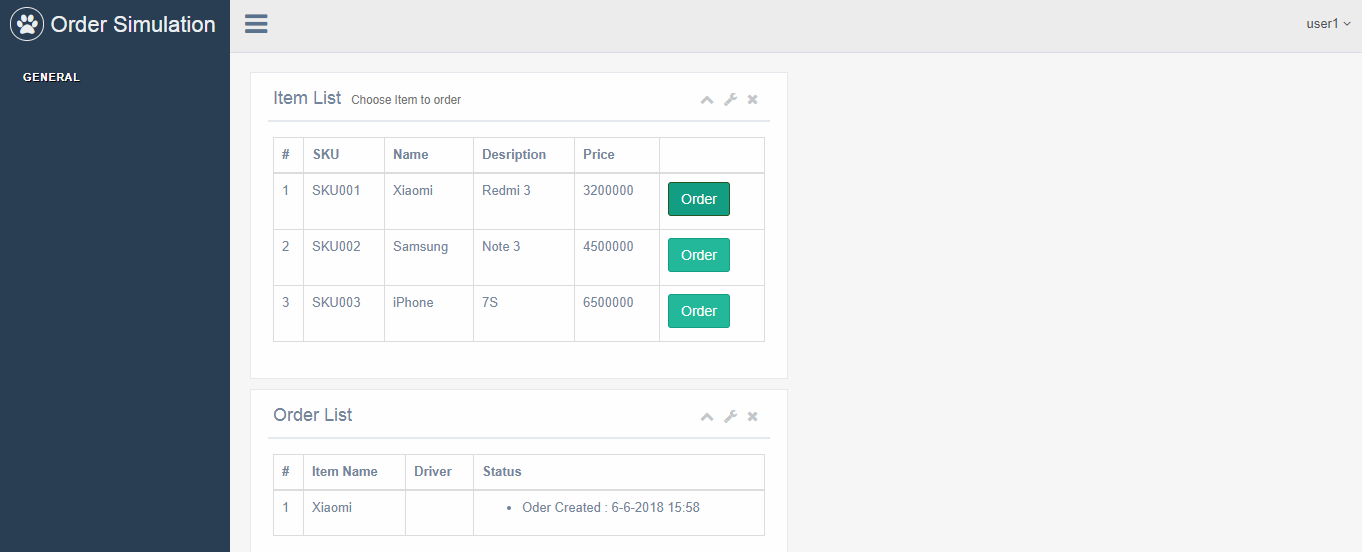 Order Simulation
user1
GENERAL
Item List Choose Item to order
# SKU Name Desription Price
1 SKU001 Xiaomi Redmi 3 3200000 Order
2 SKU002 Samsung Note 3 4500000 Order
3 SKU003 iPhone 7S 6500000 Order
Order List
# Item Name Driver Status
1 Xiaomi • Oder Created : 6-6-2018 15:58